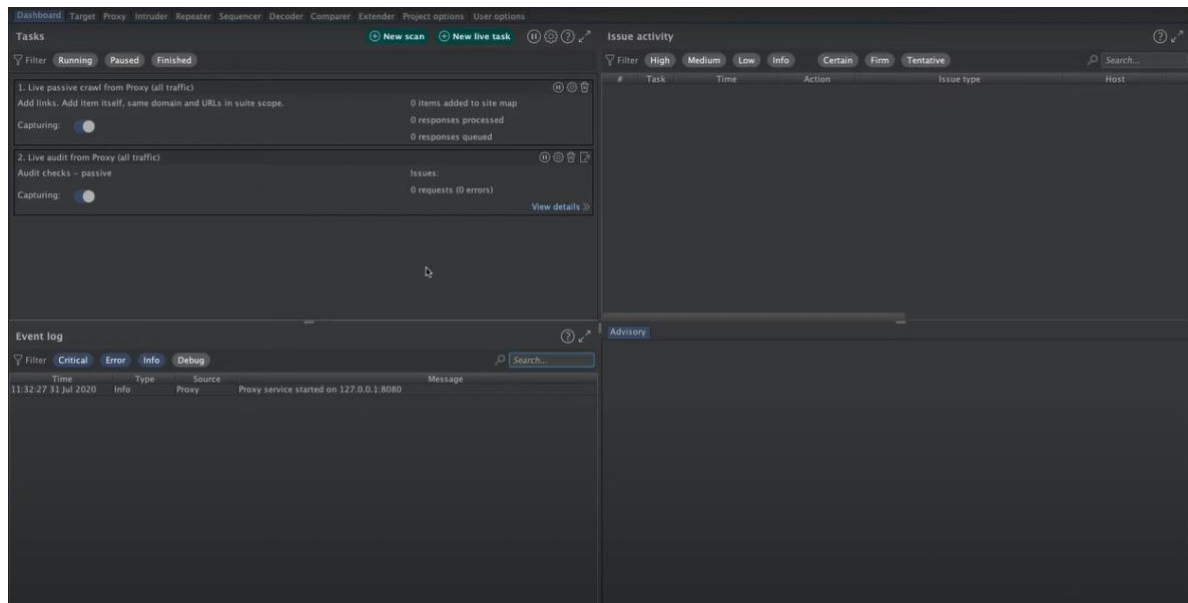 Dashboard Target Proxy Intruder Repeater Sequencer Decoder Comparer Extender Project options User options
Tasks
New scan
New live task
Filter Running Paused Finished
1. Live passive crawl from Proxy (all traffic)
Add links. Add item itself, same domain and URLs in suite scope.
0 items added to site map
Capturing:
0 responses processed
0 responses queued
2. Live audit from Proxy (all traffic)
Audit checks - passive
Issues:
Capturing:
0 requests (0 errors)
View details
Issue activity
Filter High Medium Low Info Certain Firm Tentative Search...
# Task Time Action Issue type Host
Event log
Filter Critical Error Info Debug Search...
Time Type Source Message
11:32:27 31 Jul 2020 Info Proxy Proxy service started on 127.0.0.1:8080
Advisory